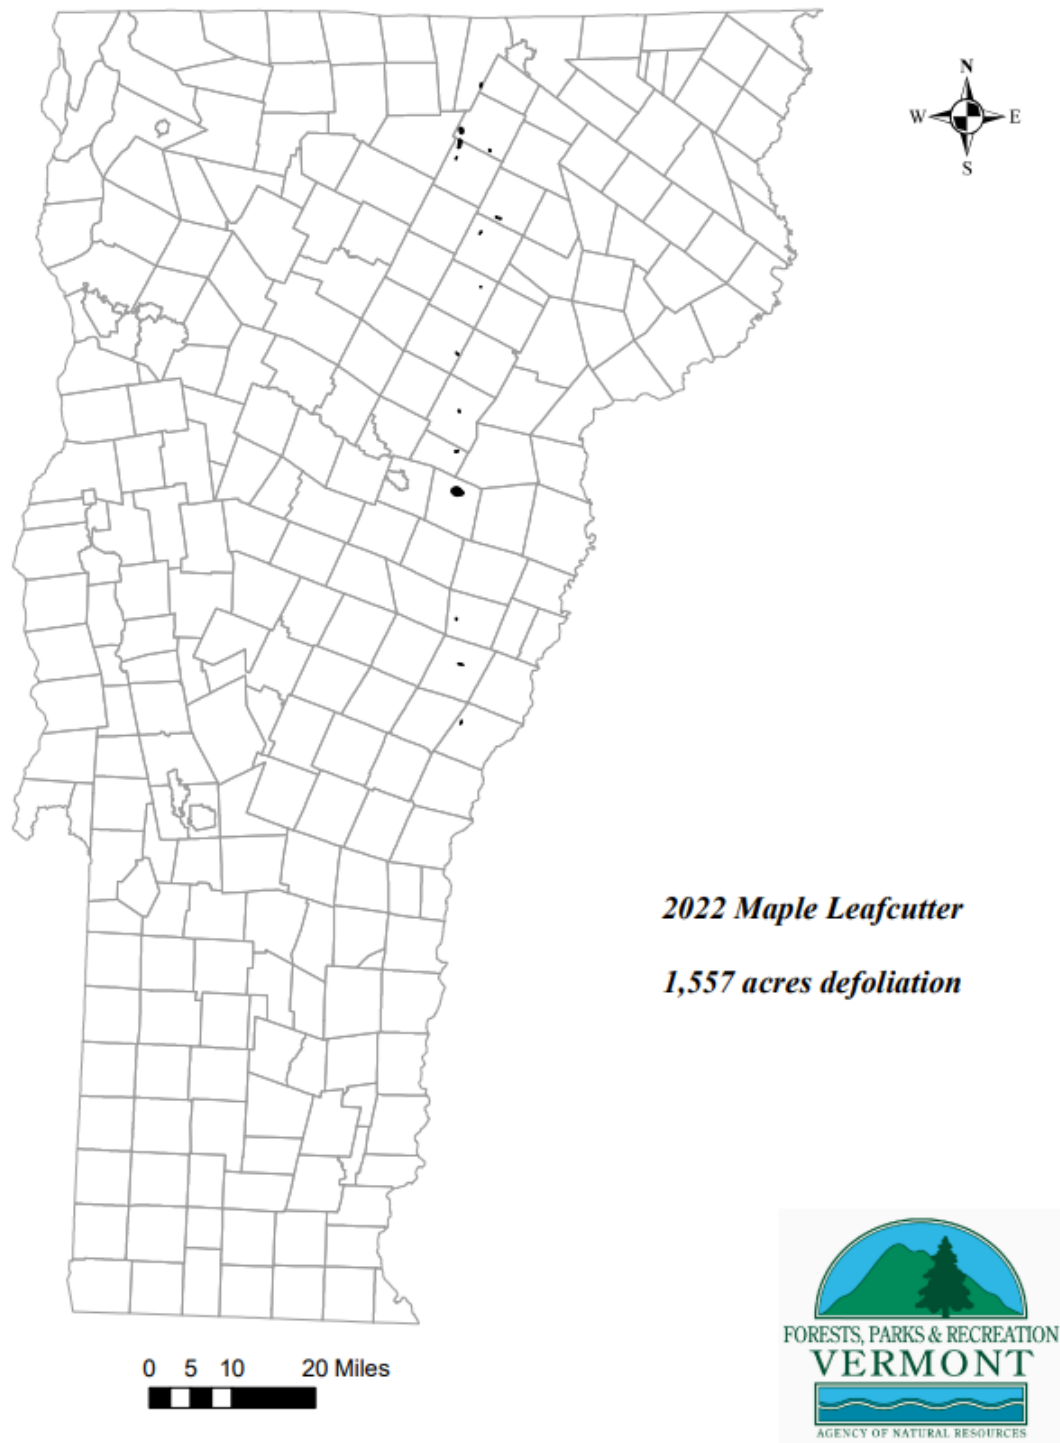 N
W E
S
2022 Maple Leafcutter
1,557 acres defoliation
0 5 10 20 Miles
FORESTS, PARKS & RECREATION
VERMONT
AGENCY OF NATURAL RESOURCES